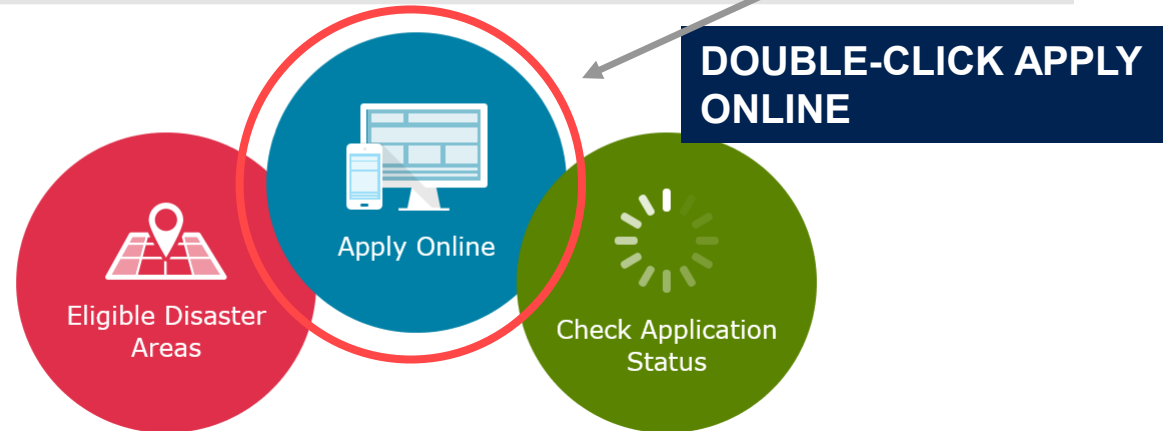 DOUBLE-CLICK APPLY
ONLINE
Apply Online
Eligible Disaster
Areas
Check Application
Status